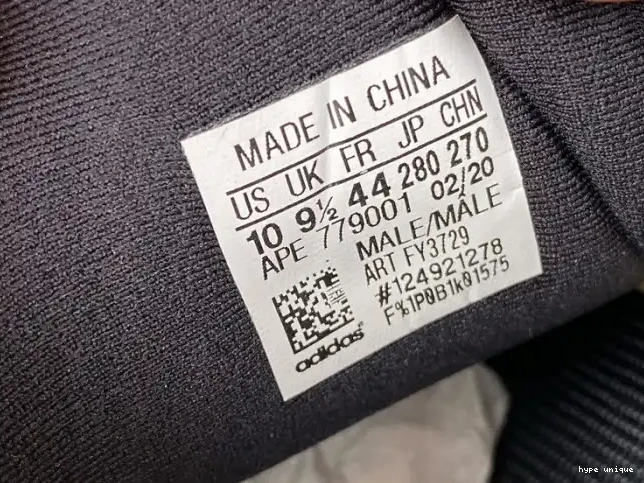 MADE IN CHINA
US UK FR JP CHN
10 9½ 44 280 270
APE 779001 02/20
MALE/MÂLE
ART FY3729
#124921278
F%1P0B1k01575
adidas
hype unique